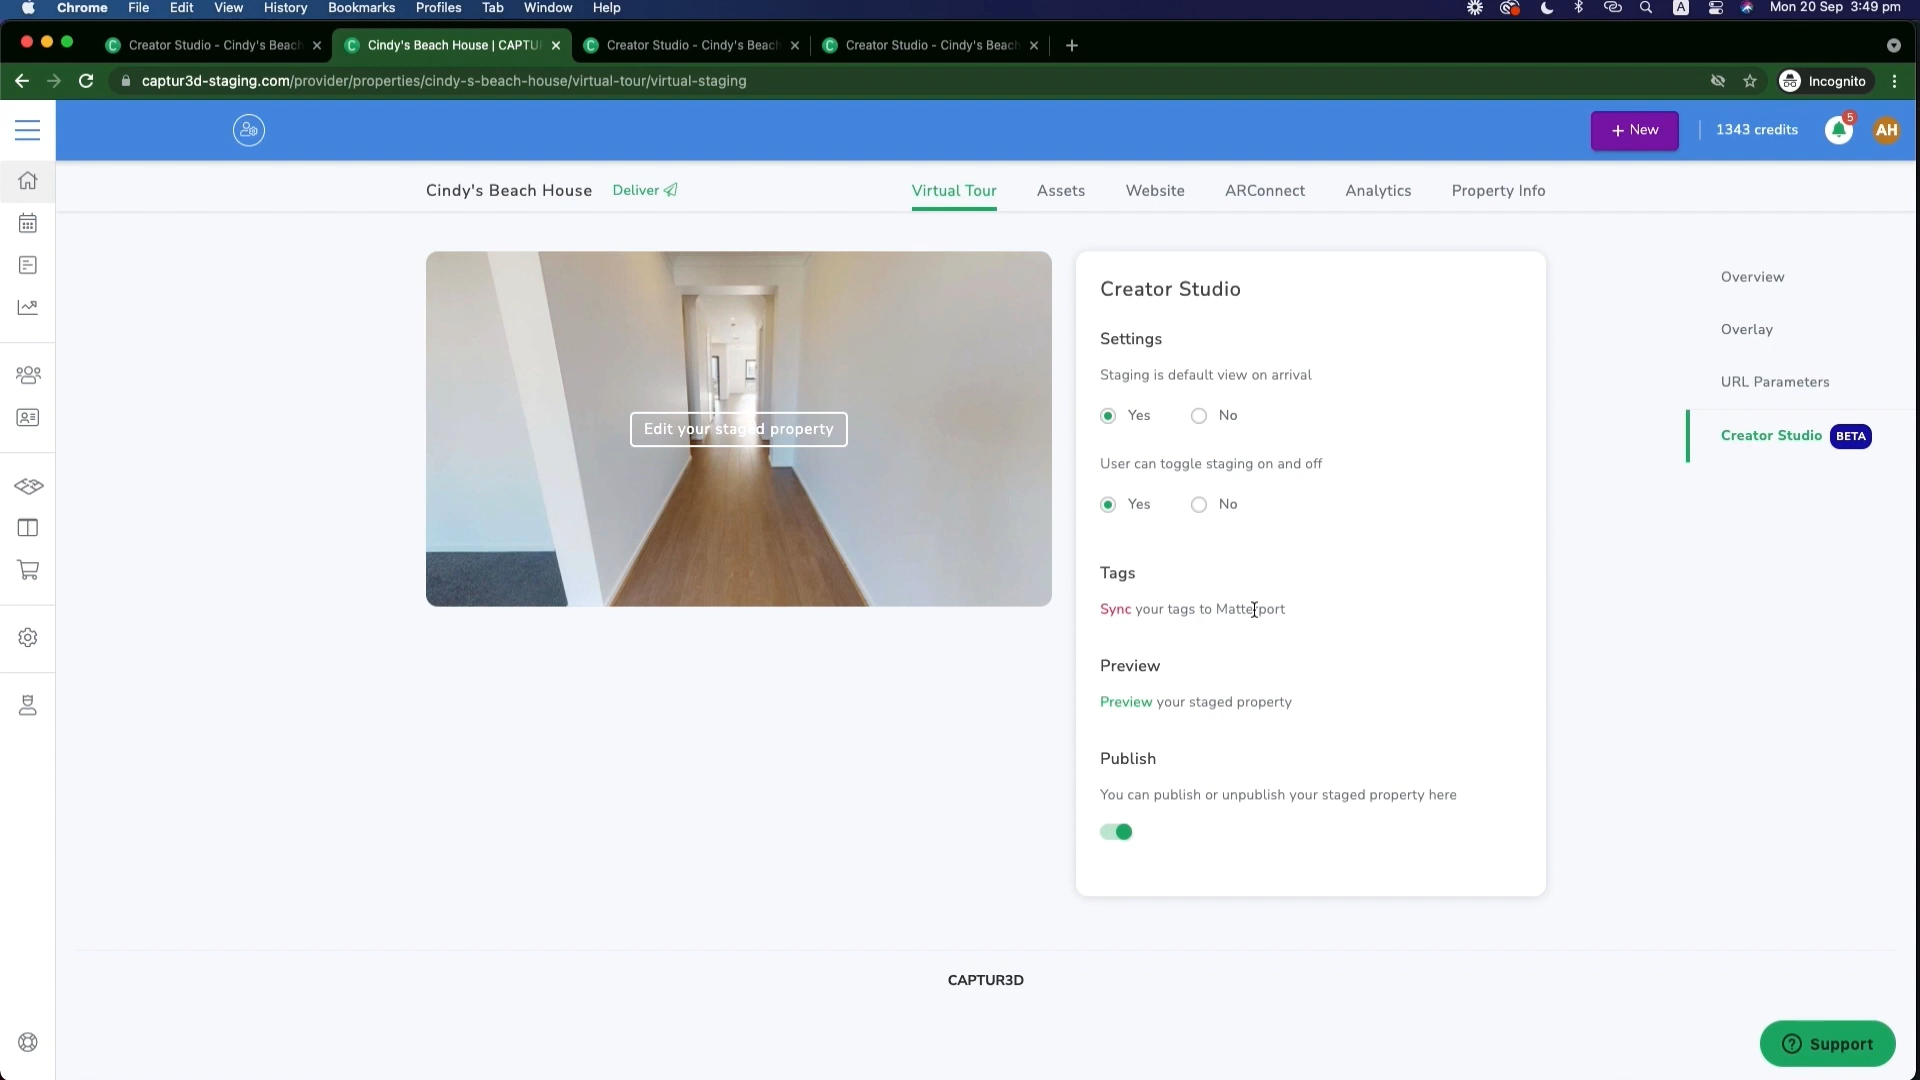 Chrome File Edit View History Bookmarks Profiles Tab Window Help A Mon 20 Sep 3:49 pm
Creator Studio - Cindy's Beach Cindy's Beach House | CAPTU Creator Studio - Cindy's Beach Creator Studio - Cindy's Beach
captur3d-staging.com/provider/properties/cindy-s-beach-house/virtual-tour/virtual-staging Incognito
+ New 1343 credits 5 AH
Cindy's Beach House Deliver Virtual Tour Assets Website ARConnect Analytics Property Info
Edit your staged property
Creator Studio
Settings
Staging is default view on arrival
Yes No
User can toggle staging on and off
Yes No
Tags
Sync your tags to Matterport
Preview
Preview your staged property
Publish
You can publish or unpublish your staged property here
Overview
Overlay
URL Parameters
Creator Studio BETA
CAPTUR3D
Support